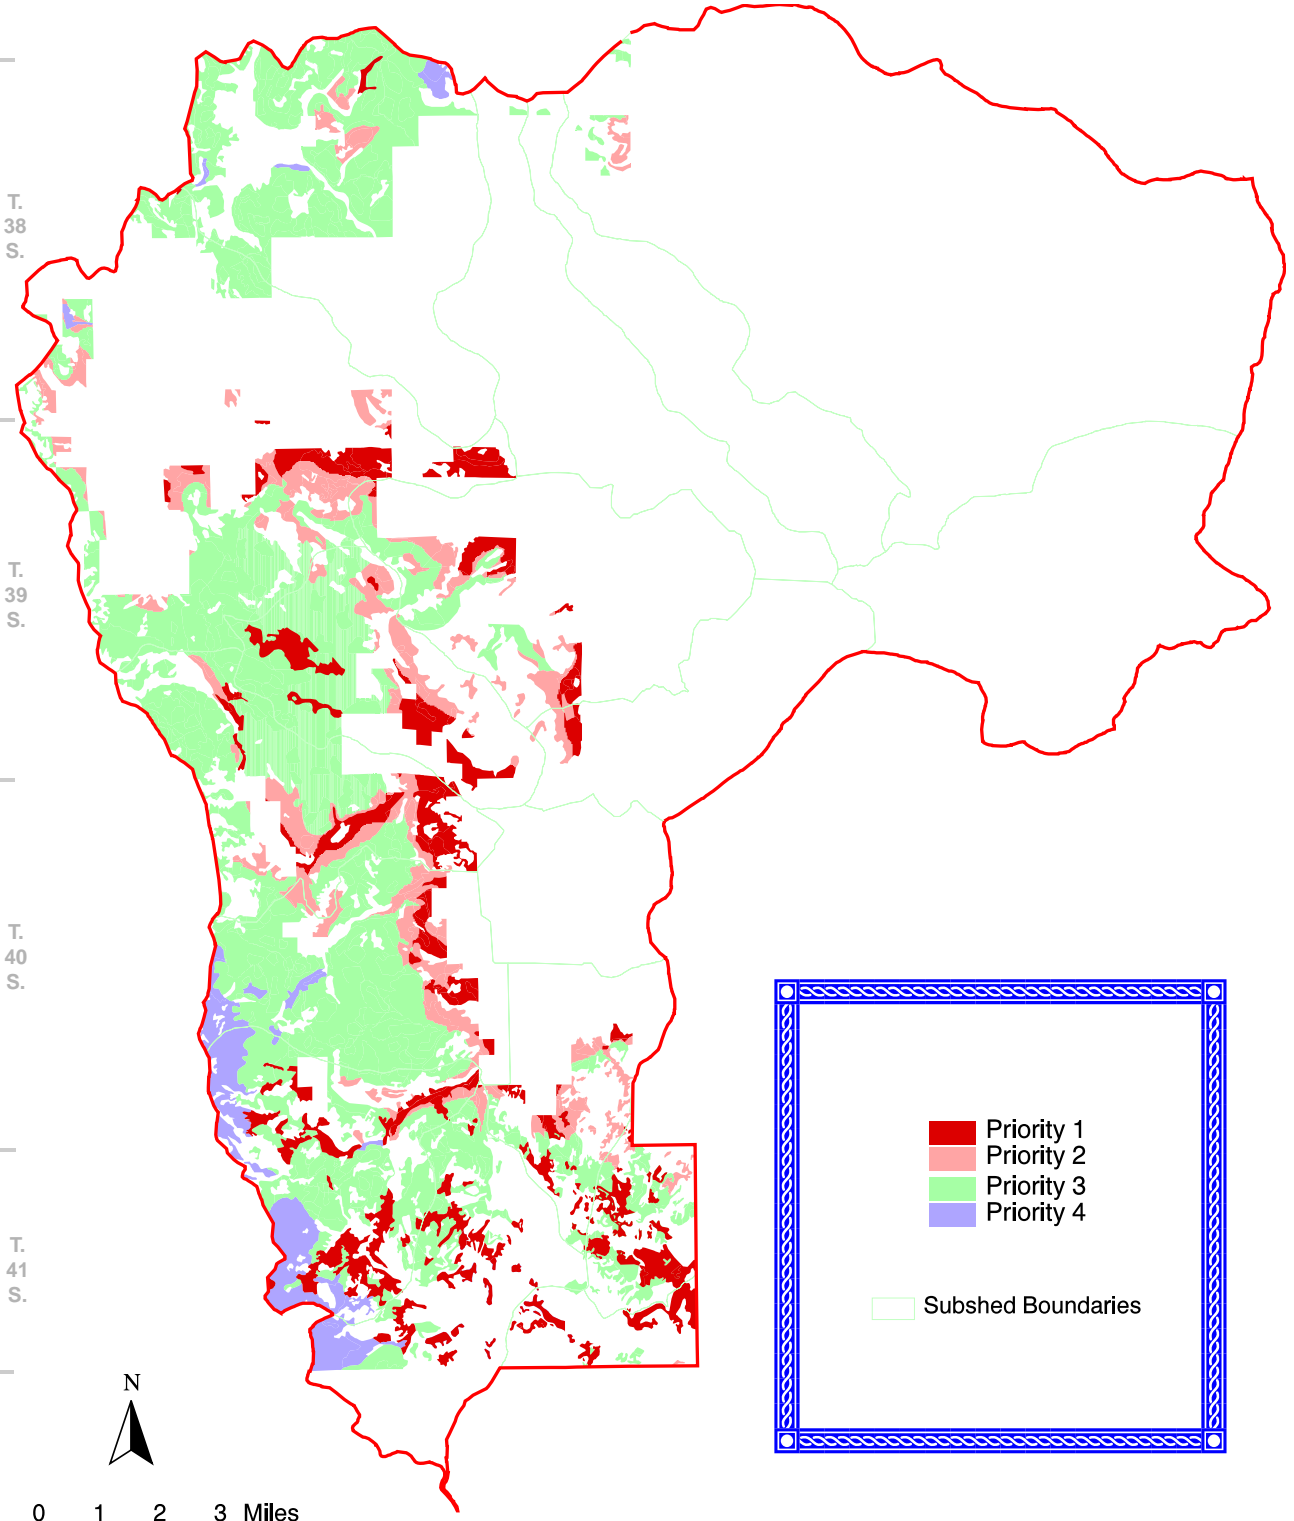 T.
38
S.
T.
39
S.
T.
40
S.
T.
41
S.
Priority 1
Priority 2
Priority 3
Priority 4
Subshed Boundaries
N
0 1 2 3 Miles